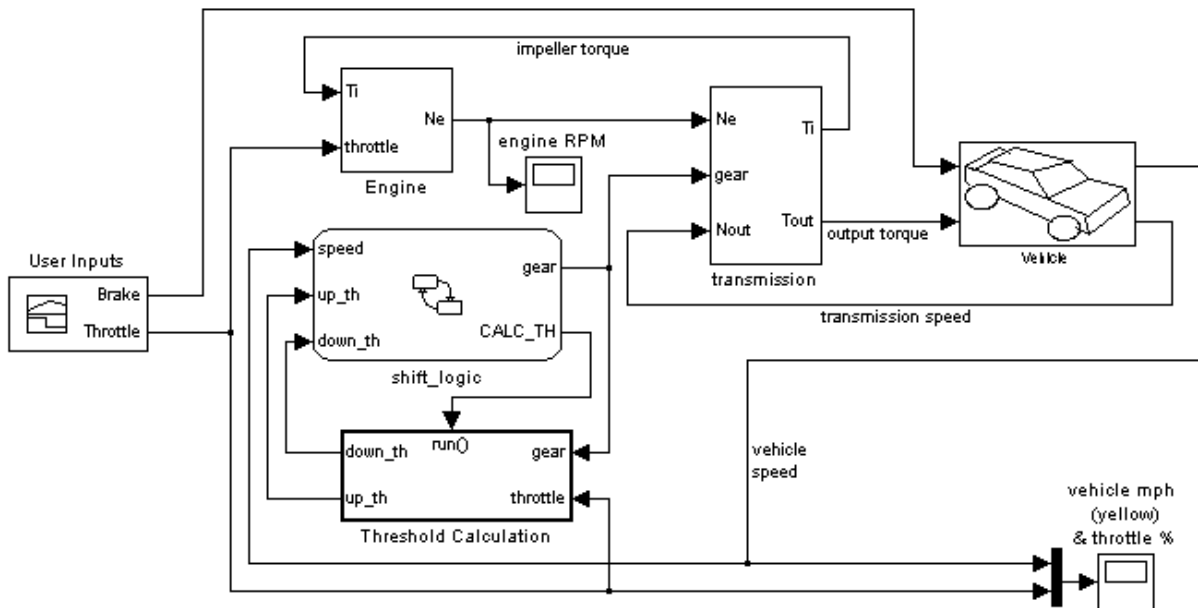 impeller torque
Ti
Ne
throttle
Engine
engine RPM
Ne
Ti
gear
Tout
Nout
transmission
output torque
Vehicle
transmission speed
User Inputs
Brake
Throttle
speed
gear
up_th
CALC_TH
down_th
shift_logic
run()
down_th
gear
up_th
throttle
Threshold Calculation
vehicle
speed
vehicle mph
(yellow)
& throttle %